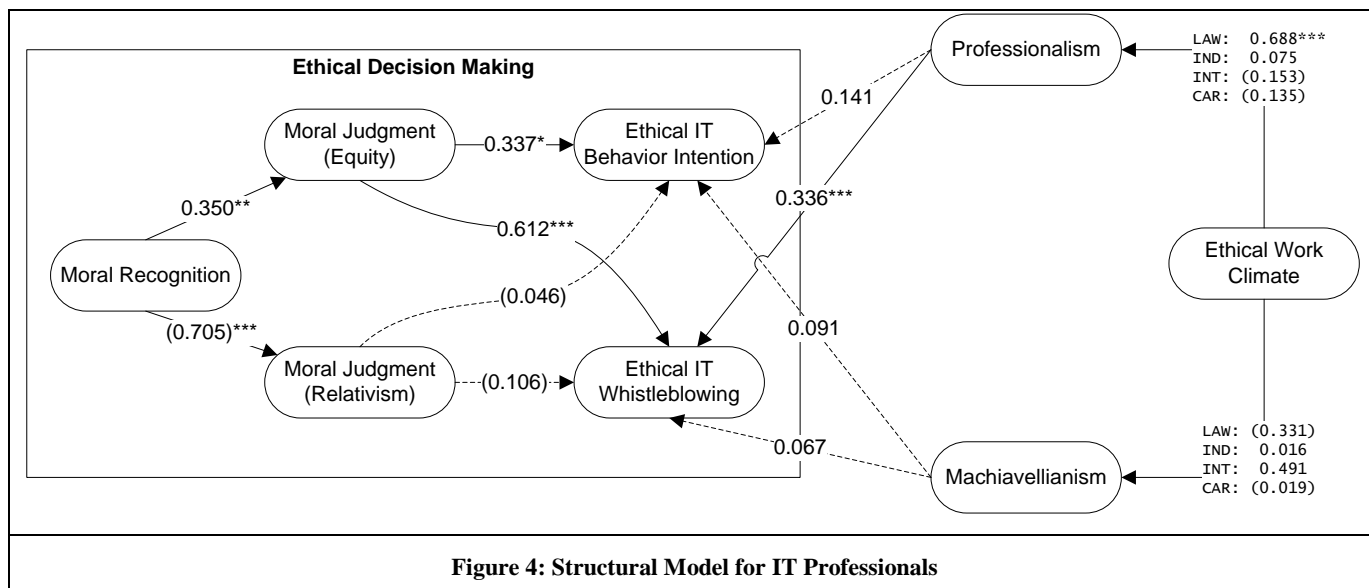 Ethical Decision Making
Professionalism
LAW: 0.688***
IND: 0.075
INT: (0.153)
CAR: (0.135)
0.141
Moral Judgment
(Equity)
0.337*
Ethical IT
Behavior Intention
0.350**
0.336***
0.612***
Moral Recognition
Ethical Work
Climate
(0.046)
(0.705)***
0.091
Moral Judgment
(Relativism)
(0.106)
Ethical IT
Whistleblowing
0.067
Machiavellianism
LAW: (0.331)
IND: 0.016
INT: 0.491
CAR: (0.019)
Figure 4: Structural Model for IT Professionals